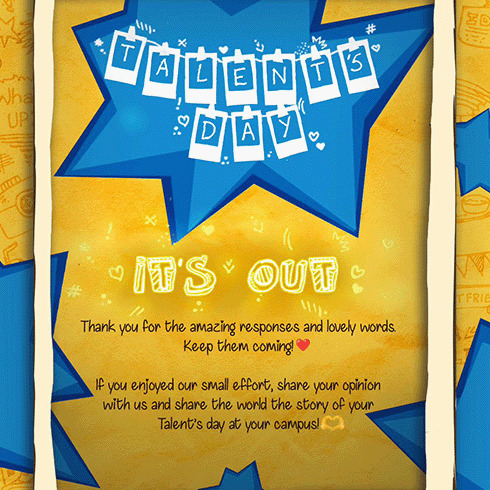 TALENT'S
DAY
IT'S OUT
Thank you for the amazing responses and lovely words.
Keep them coming!❤️
If you enjoyed our small effort, share your opinion
with us and share the world the story of your
Talent's day at your campus!🫶
Wha
UP